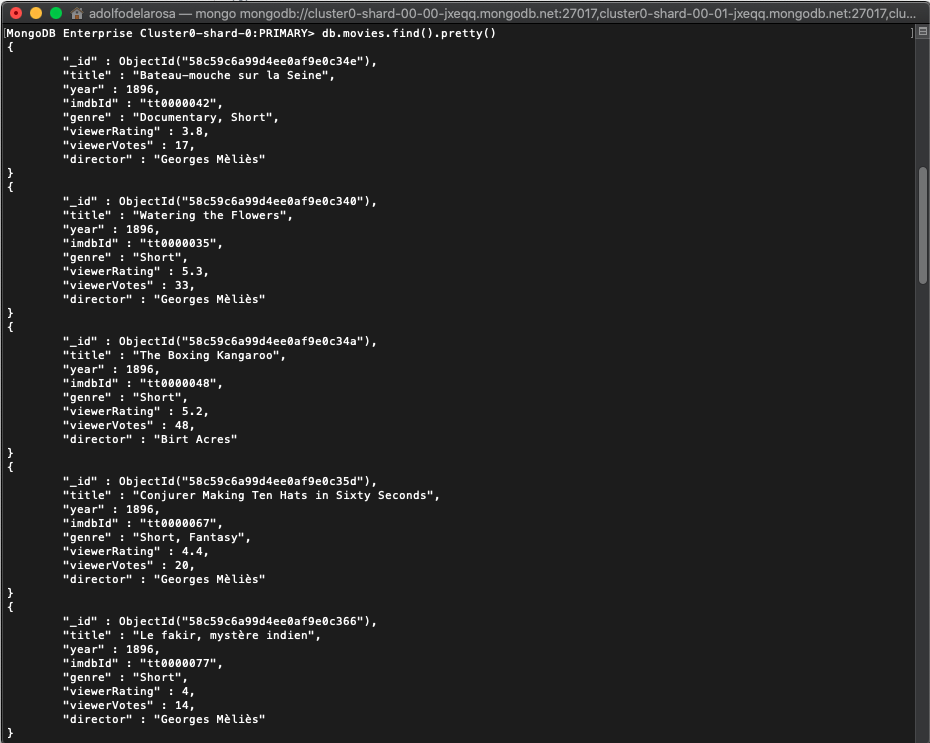 adolfodelarosa — mongo mongodb://cluster0-shard-00-00-jxeqq.mongodb.net:27017,cluster0-shard-00-01-jxeqq.mongodb.net:27017,clu...
[MongoDB Enterprise Cluster0-shard-0:PRIMARY> db.movies.find().pretty() ]
{
	"_id" : ObjectId("58c59c6a99d4ee0af9e0c34e"),
	"title" : "Bateau-mouche sur la Seine",
	"year" : 1896,
	"imdbId" : "tt0000042",
	"genre" : "Documentary, Short",
	"viewerRating" : 3.8,
	"viewerVotes" : 17,
	"director" : "Georges Mèliès"
}
{
	"_id" : ObjectId("58c59c6a99d4ee0af9e0c340"),
	"title" : "Watering the Flowers",
	"year" : 1896,
	"imdbId" : "tt0000035",
	"genre" : "Short",
	"viewerRating" : 5.3,
	"viewerVotes" : 33,
	"director" : "Georges Mèliès"
}
{
	"_id" : ObjectId("58c59c6a99d4ee0af9e0c34a"),
	"title" : "The Boxing Kangaroo",
	"year" : 1896,
	"imdbId" : "tt0000048",
	"genre" : "Short",
	"viewerRating" : 5.2,
	"viewerVotes" : 48,
	"director" : "Birt Acres"
}
{
	"_id" : ObjectId("58c59c6a99d4ee0af9e0c35d"),
	"title" : "Conjurer Making Ten Hats in Sixty Seconds",
	"year" : 1896,
	"imdbId" : "tt0000067",
	"genre" : "Short, Fantasy",
	"viewerRating" : 4.4,
	"viewerVotes" : 20,
	"director" : "Georges Mèliès"
}
{
	"_id" : ObjectId("58c59c6a99d4ee0af9e0c366"),
	"title" : "Le fakir, mystère indien",
	"year" : 1896,
	"imdbId" : "tt0000077",
	"genre" : "Short",
	"viewerRating" : 4,
	"viewerVotes" : 14,
	"director" : "Georges Mèliès"
}